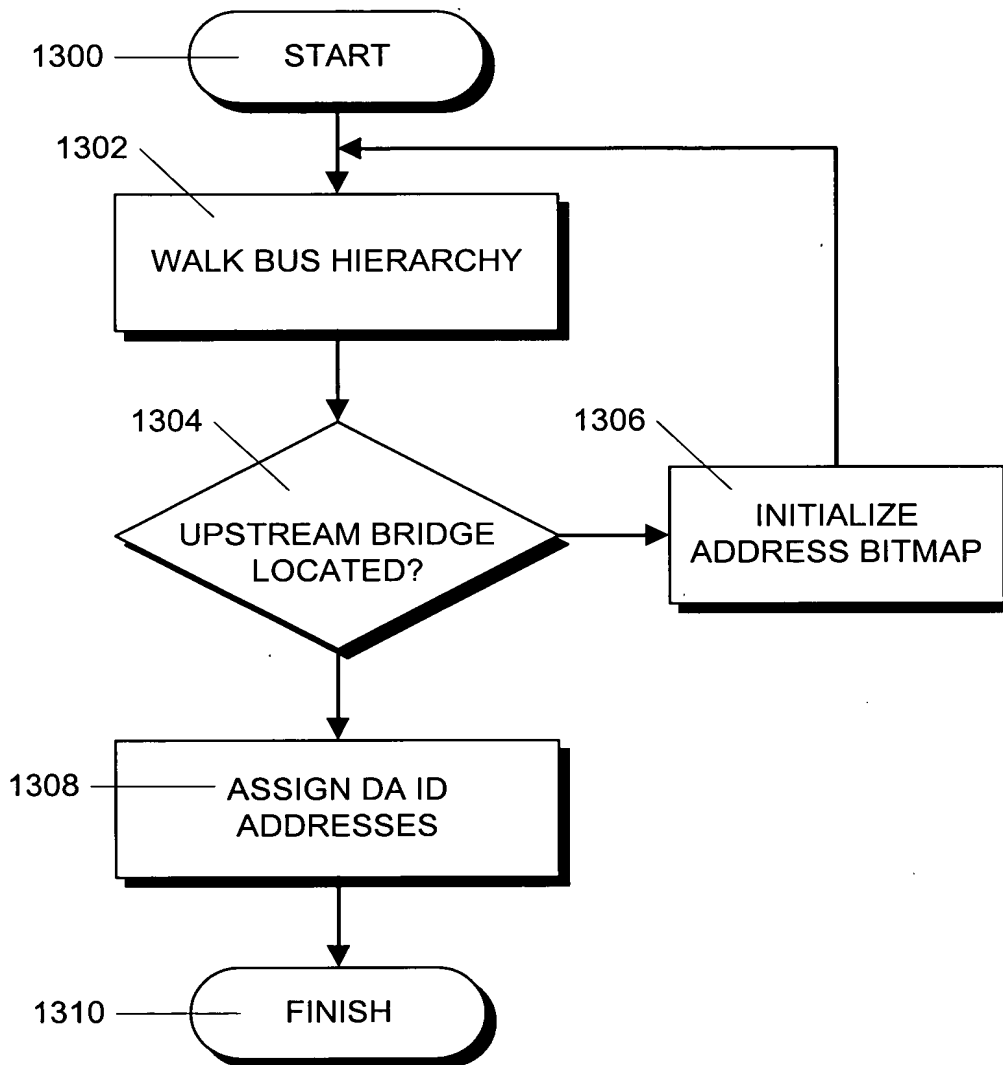 1300
START
1302
WALK BUS HIERARCHY
1304
UPSTREAM BRIDGE
LOCATED?
1306
INITIALIZE
ADDRESS BITMAP
1308
ASSIGN DA ID
ADDRESSES
1310
FINISH